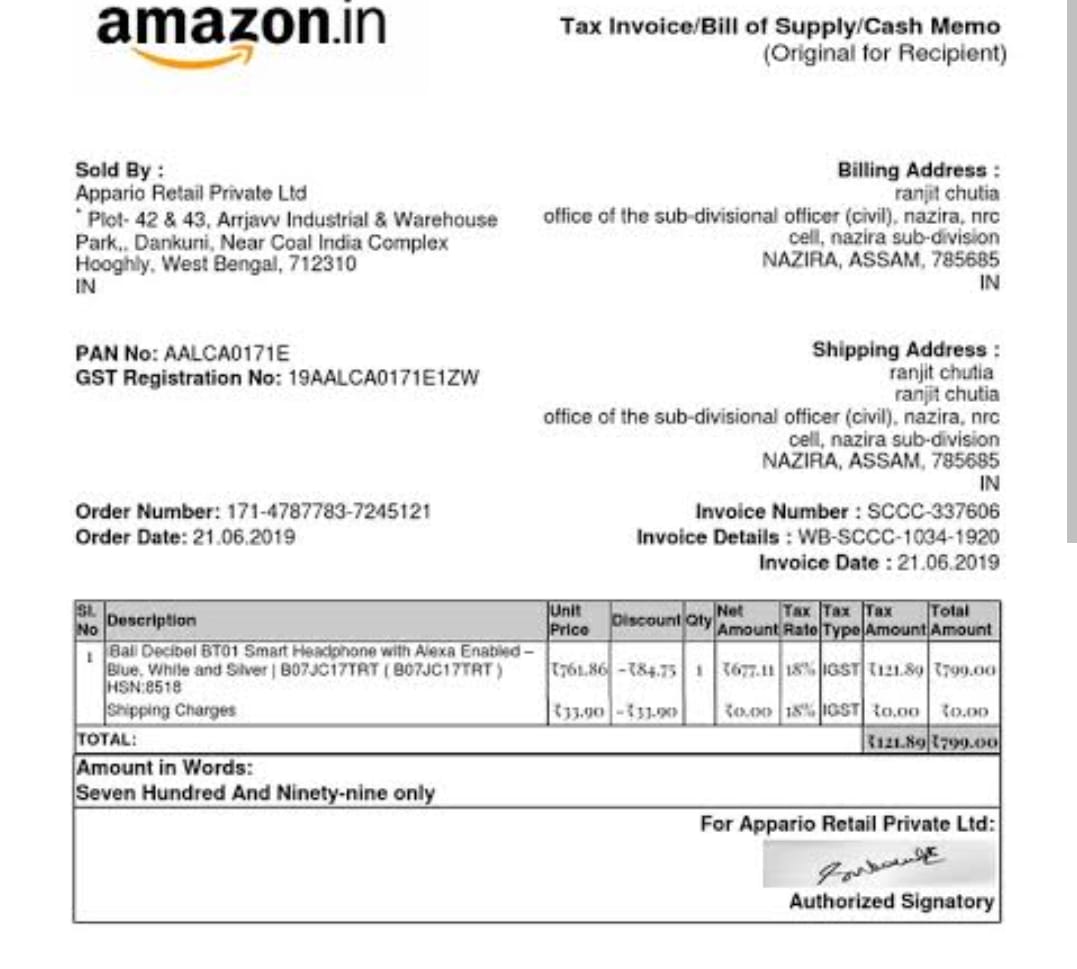 amazon.in
Tax Invoice/Bill of Supply/Cash Memo
(Original for Recipient)
Sold By :
Appario Retail Private Ltd
* Plot- 42 & 43, Arrjavv Industrial & Warehouse
Park,, Dankuni, Near Coal India Complex
Hooghly, West Bengal, 712310
IN
Billing Address :
ranjit chutia
office of the sub-divisional officer (civil), nazira, nrc
cell, nazira sub-division
NAZIRA, ASSAM, 785685
IN
PAN No: AALCA0171E
GST Registration No: 19AALCA0171E1ZW
Shipping Address :
ranjit chutia
ranjit chutia
office of the sub-divisional officer (civil), nazira, nrc
cell, nazira sub-division
NAZIRA, ASSAM, 785685
IN
Order Number: 171-4787783-7245121
Order Date: 21.06.2019
Invoice Number : SCCC-337606
Invoice Details : WB-SCCC-1034-1920
Invoice Date : 21.06.2019
Sl. No Description Unit Price Discount Qty Net Amount Tax Rate Tax Type Tax Amount Total Amount
1 iBall Decibel BT01 Smart Headphone with Alexa Enabled –
Blue, White and Silver | B07JC17TRT ( B07JC17TRT ) ₹761.86 -₹84.75 1 ₹677.11 18% IGST ₹121.89 ₹799.00
HSN:8518
Shipping Charges ₹33.90 -₹33.90 ₹0.00 18% IGST ₹0.00 ₹0.00
TOTAL: ₹121.89 ₹799.00
Amount in Words:
Seven Hundred And Ninety-nine only
For Appario Retail Private Ltd:
Authorized Signatory